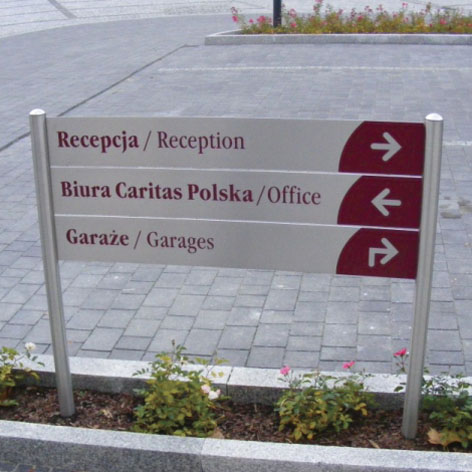 Recepcja / Reception
Biura Caritas Polska / Office
Garaże / Garages